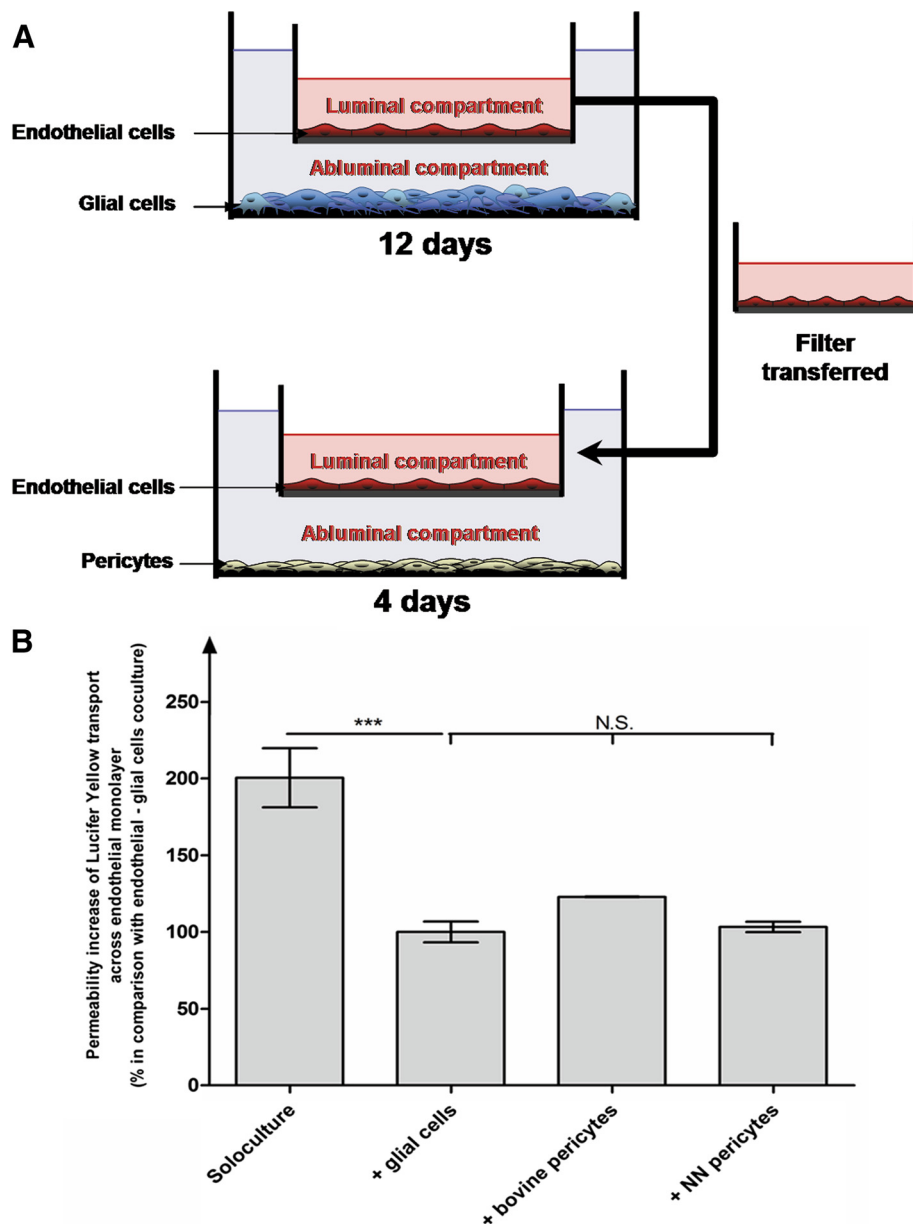 A
Luminal compartment
Endothelial cells
Abluminal compartment
Glial cells
12 days
Filter
transferred
Luminal compartment
Endothelial cells
Abluminal compartment
Pericytes
4 days
B
Permeability increase of Lucifer Yellow transport
across endothelial monolayer
(% in comparison with endothelial - glial cells coculture)
250
200
150
100
50
0
***
N.S.
Soloculture
+ glial cells
+ bovine pericytes
+ NN pericytes